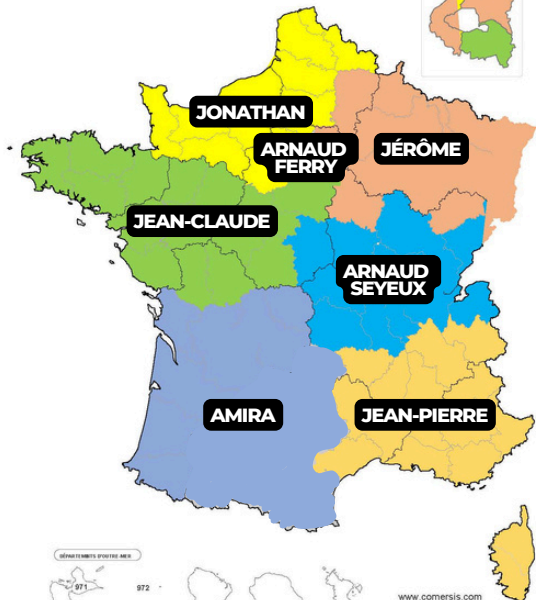 JONATHAN
ARNAUD
FERRY
JÉRÔME
JEAN-CLAUDE
ARNAUD
SEYEUX
AMIRA
JEAN-PIERRE
DÉPARTEMENTS D'OUTRE-MER
971
972
www.comersis.com